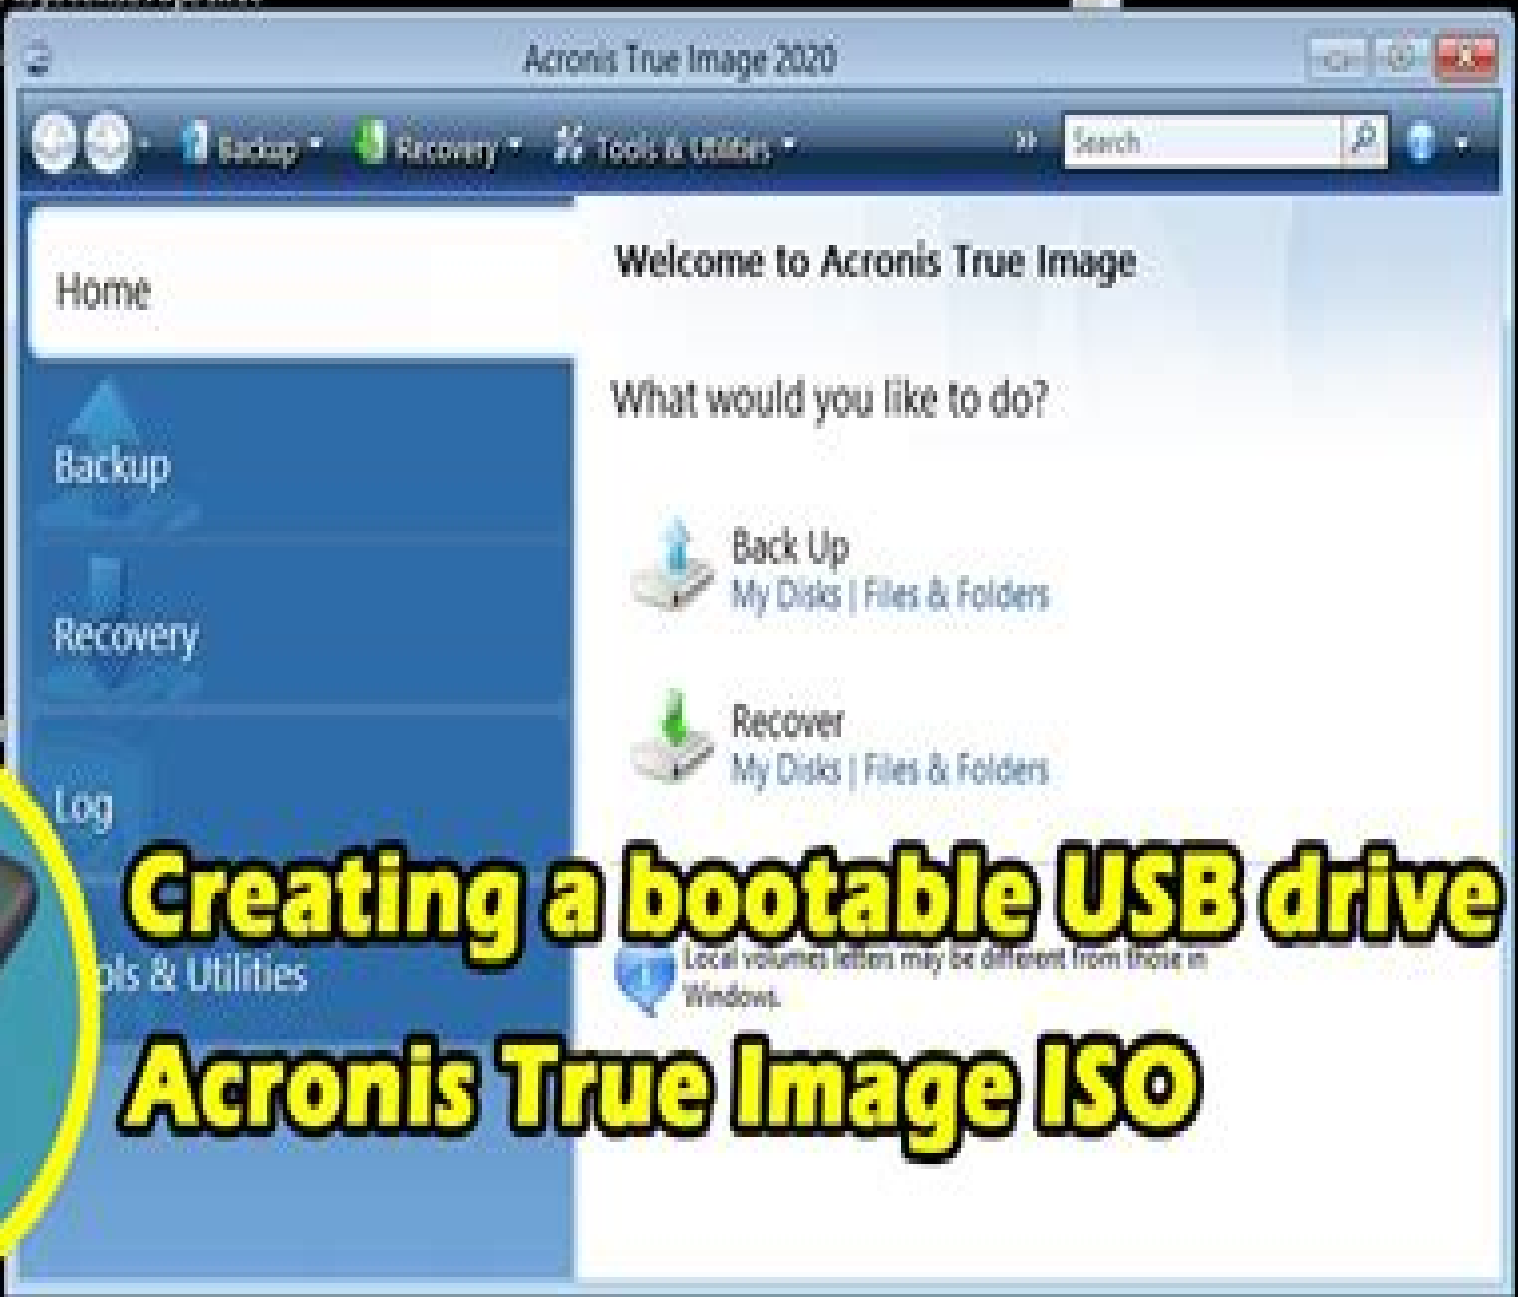 Acronis True Image 2020
Backup Recovery Tools & Utilities Search
Home
Backup
Recovery
Log
ols & Utilities
Welcome to Acronis True Image
What would you like to do?
Back Up
My Disks | Files & Folders
Recover
My Disks | Files & Folders
Creating a bootable USB drive
Local volumes letters may be different from those in
Windows.
Acronis True Image ISO